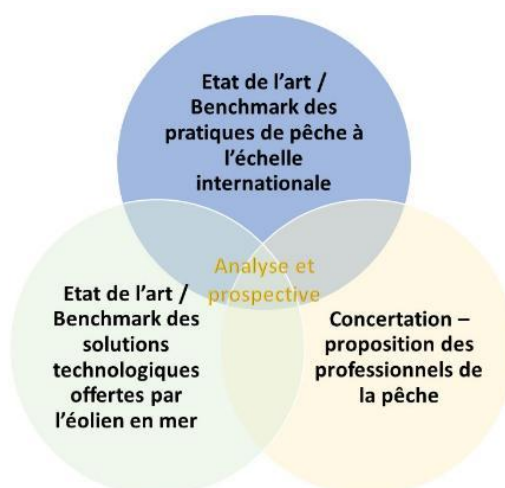 Etat de l'art /
Benchmark des
pratiques de pêche à
l'échelle
internationale
Analyse et
prospective
Etat de l'art /
Benchmark des
solutions
technologiques
offertes par
l'éolien en mer
Concertation –
proposition des
professionnels de
la pêche